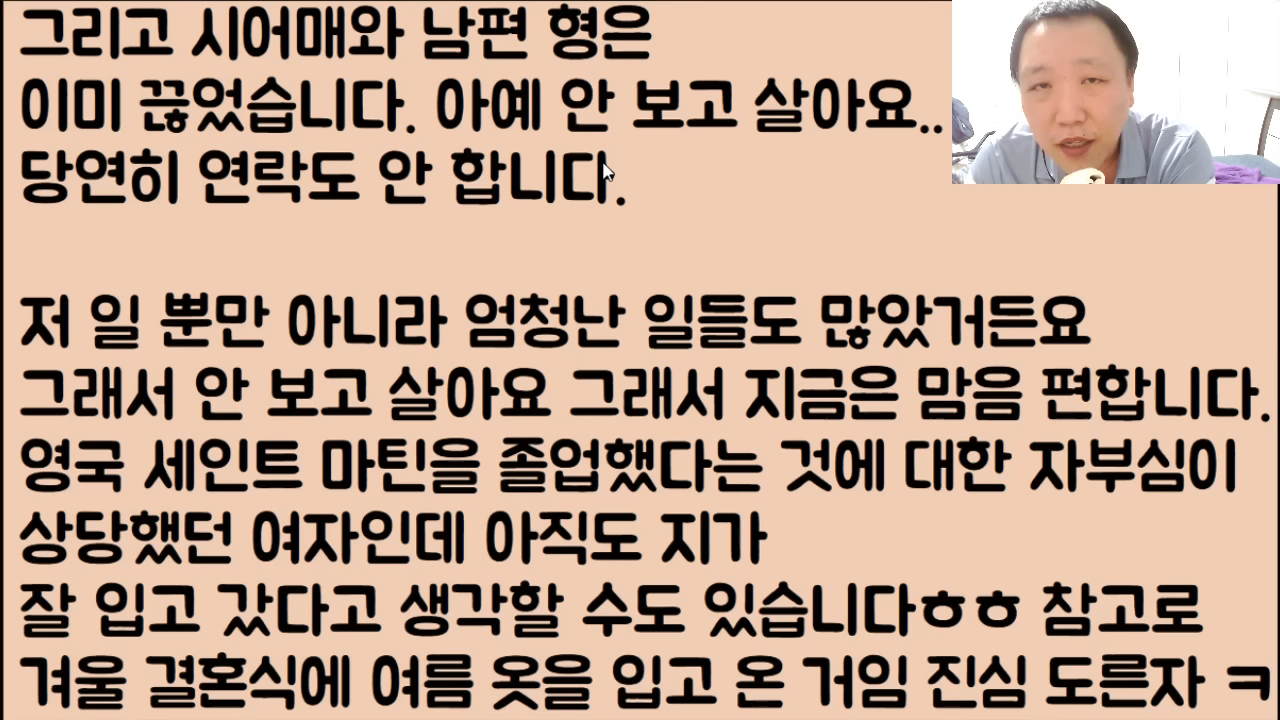 그리고 시어매와 남편 형은
이미 끊었습니다. 아예 안 보고 살아요..
당연히 연락도 안 합니다.
저 일 뿐만 아니라 엄청난 일들도 많았거든요
그래서 안 보고 살아요 그래서 지금은 맘음 편합니다.
영국 세인트 마틴을 졸업했다는 것에 대한 자부심이
상당했던 여자인데 아직도 지가
잘 입고 갔다고 생각할 수도 있습니다ㅎㅎ 참고로
겨울 결혼식에 여름 옷을 입고 온 거임 진심 도른자 ㅋ